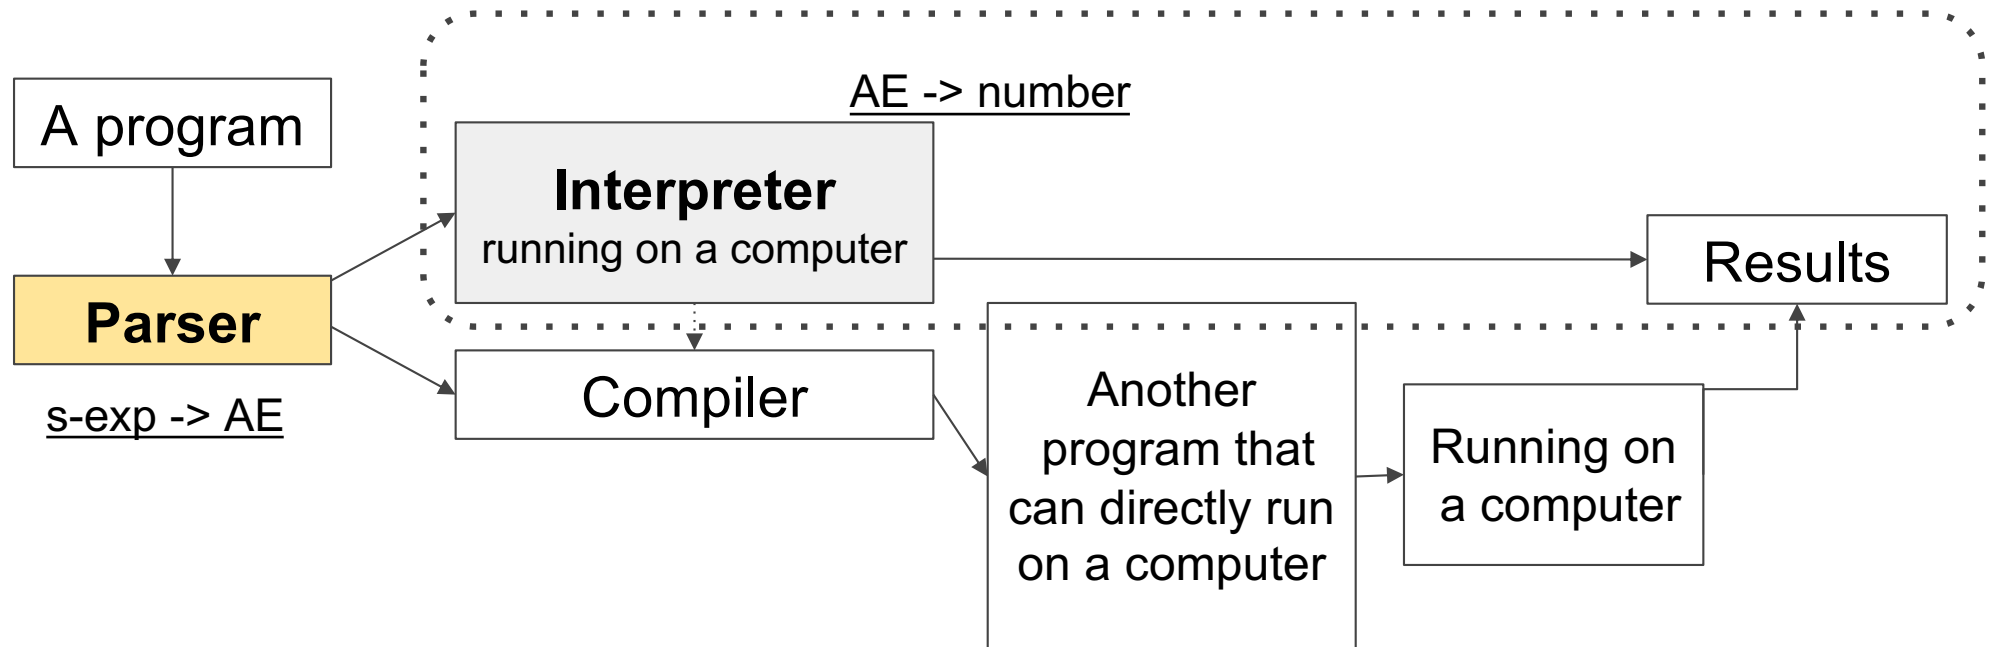 A program
Parser
s-exp -> AE
AE -> number
Interpreter
running on a computer
Compiler
Another
program that
can directly run
on a computer
Running on
a computer
Results